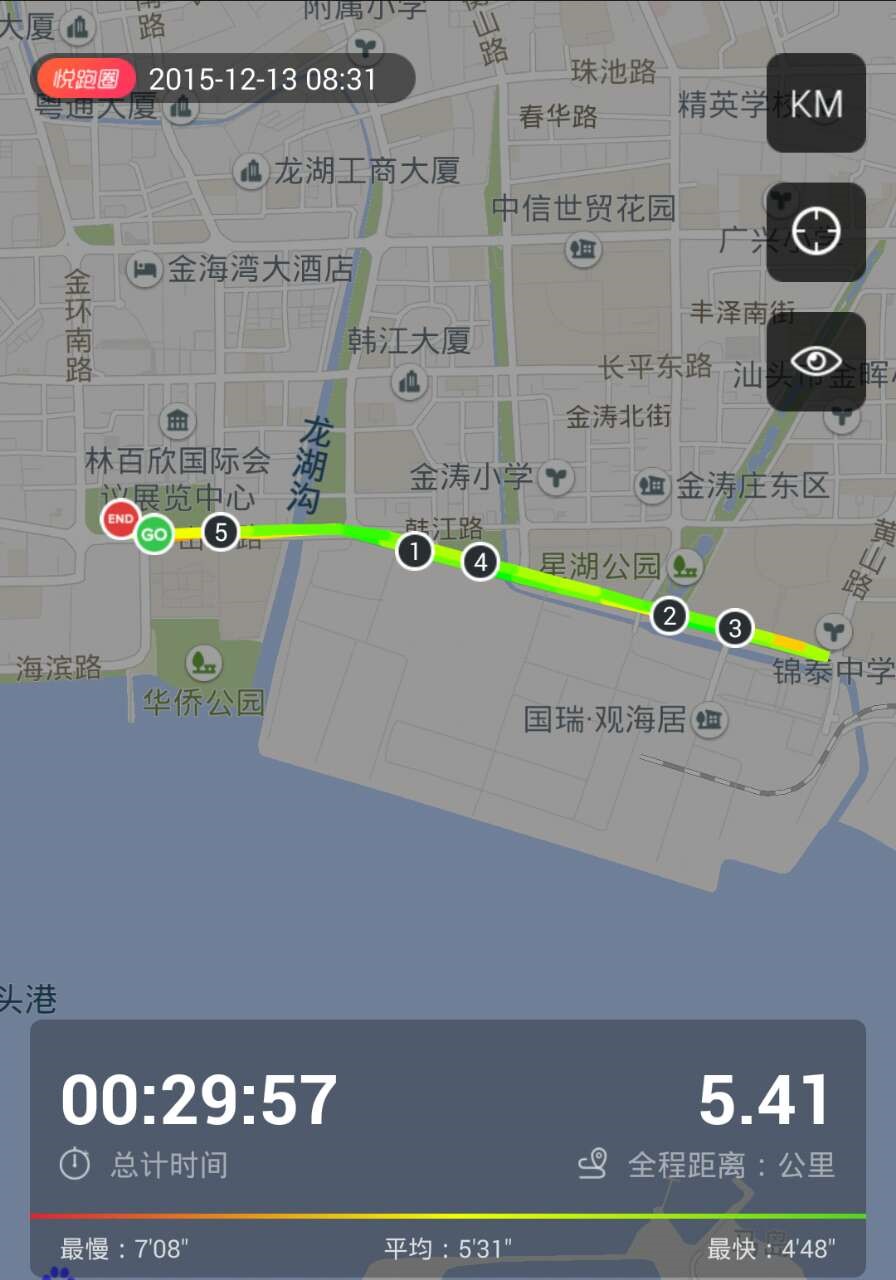 大厦
附属小学
衡山路
南路
悦跑圈 2015-12-13 08:31
珠池路
KM
粤通大厦
春华路
精英学校
龙湖工商大厦
中信世贸花园
广兴小学
金海湾大酒店
金环南路
丰泽南街
韩江大厦
长平东路
汕头市金晖小
金涛北街
龙湖沟
林百欣国际会
议展览中心
金涛小学
金涛庄东区
END
GO
5
韩江路
1
4
星湖公园
黄山路
2
3
海滨路
华侨公园
锦泰中学
国瑞·观海居
头港
00:29:57
5.41
总计时间
全程距离：公里
最慢：7'08"
平均：5'31"
最快：4'48"